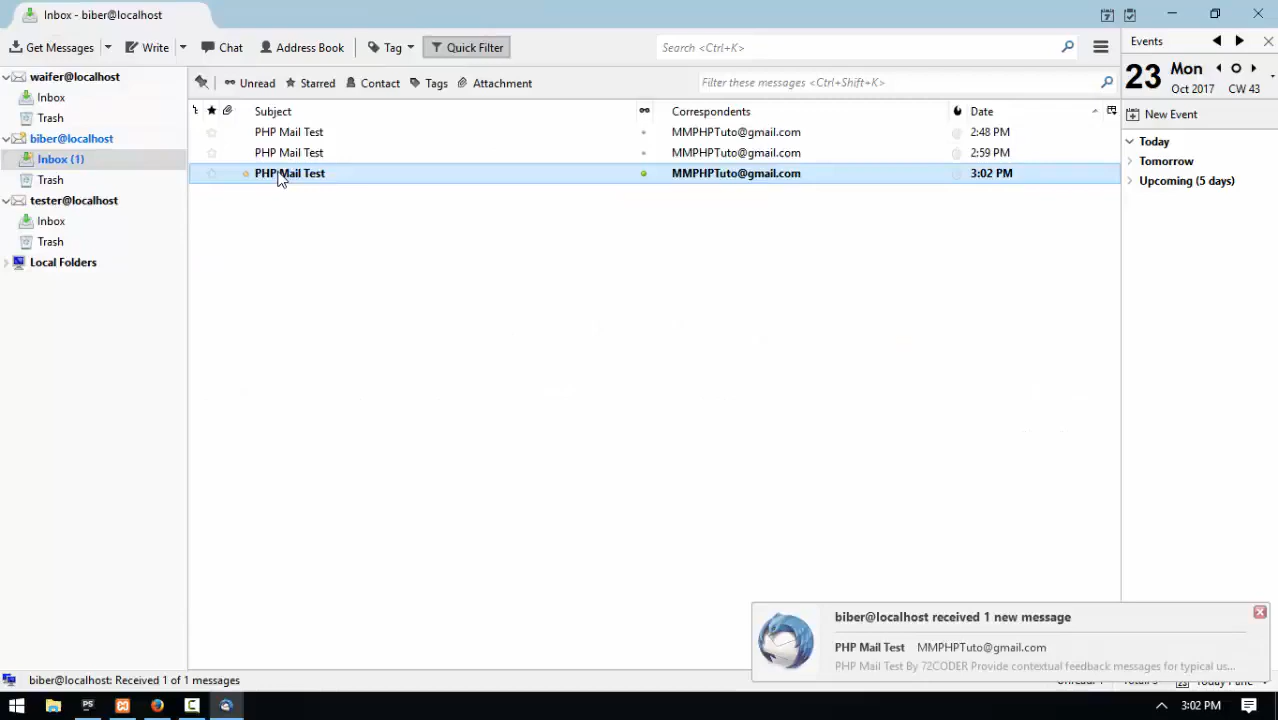 Inbox - biber@localhost
Get Messages Write Chat Address Book Tag Quick Filter Search <Ctrl+K> Events
waifer@localhost
Inbox
Trash
biber@localhost
Inbox (1)
Trash
tester@localhost
Inbox
Trash
Local Folders
Unread Starred Contact Tags Attachment Filter these messages <Ctrl+Shift+K>
Subject Correspondents Date
PHP Mail Test MMPHPTuto@gmail.com 2:48 PM
PHP Mail Test MMPHPTuto@gmail.com 2:59 PM
PHP Mail Test MMPHPTuto@gmail.com 3:02 PM
23 Mon
Oct 2017 CW 43
New Event
Today
Tomorrow
Upcoming (5 days)
biber@localhost received 1 new message
PHP Mail Test MMPHPTuto@gmail.com
PHP Mail Test By 72CODER Provide contextual feedback messages for typical us...
biber@localhost: Received 1 of 1 messages
PS
3:02 PM